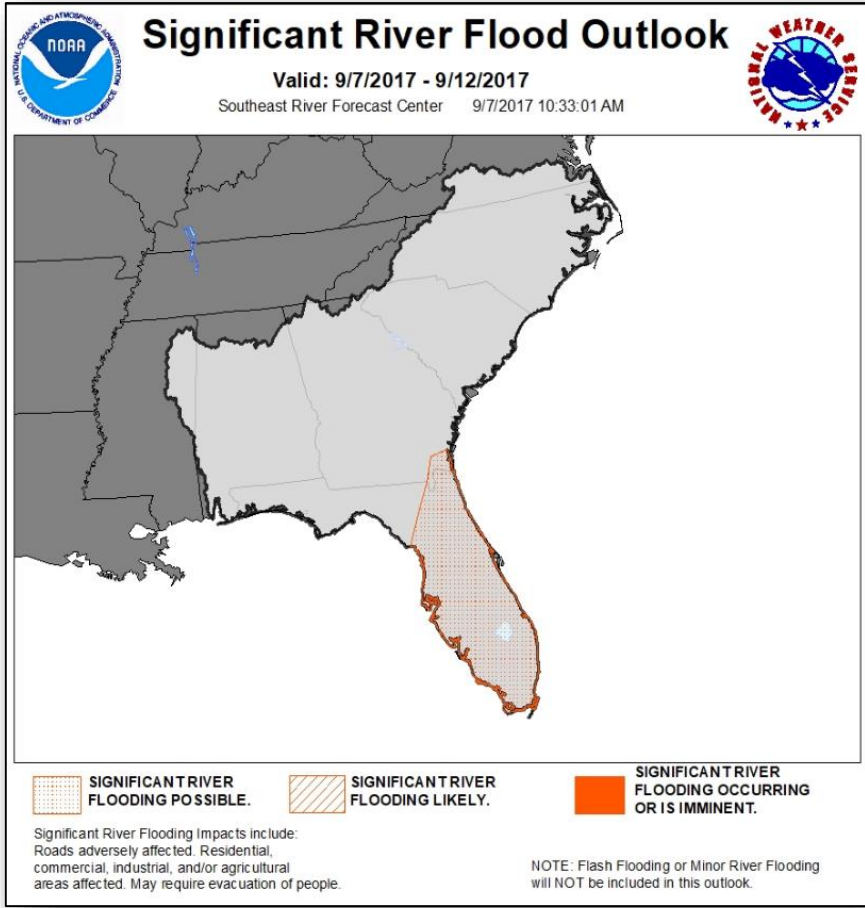 NATIONAL OCEANIC AND ATMOSPHERIC ADMINISTRATION
U.S. DEPARTMENT OF COMMERCE
NOAA
Significant River Flood Outlook
NATIONAL WEATHER SERVICE
Valid: 9/7/2017 - 9/12/2017
Southeast River Forecast Center 9/7/2017 10:33:01 AM
SIGNIFICANT RIVER
FLOODING POSSIBLE.
SIGNIFICANT RIVER
FLOODING LIKELY.
SIGNIFICANT RIVER
FLOODING OCCURRING
OR IS IMMINENT.
Significant River Flooding Impacts include:
Roads adversely affected. Residential,
commercial, industrial, and/or agricultural
areas affected. May require evacuation of people.
NOTE: Flash Flooding or Minor River Flooding
will NOT be included in this outlook.